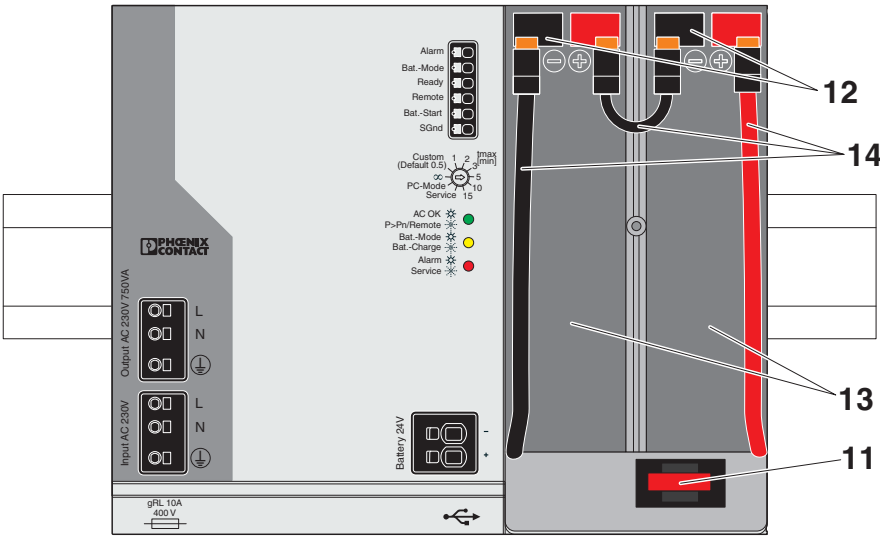 Alarm
Bat.-Mode
Ready
Remote
Bat.-Start
SGnd
Custom 1 2 tmax
(Default 0.5) 3 [min]
∞ 5
PC-Mode 10
Service 15
AC OK
P>Pn/Remote
Bat.-Mode
Bat.-Charge
Alarm
Service
PHŒNIX
CONTACT
Output AC 230V 750VA
L
N
Input AC 230V
L
N
Battery 24V
-
+
gRL 10A
400 V
- + - +
12
14
13
11